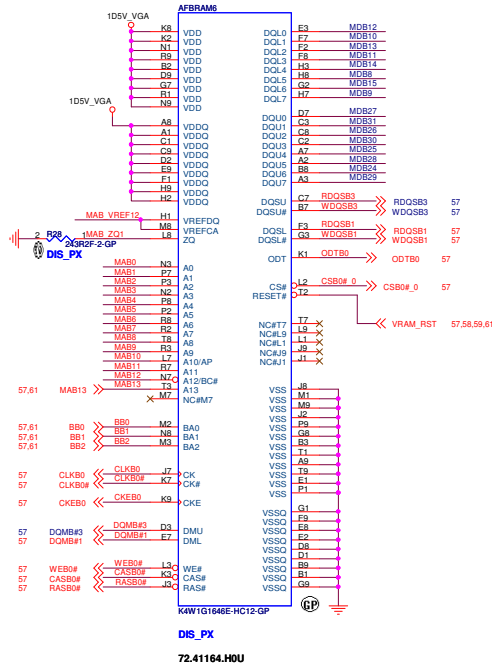 AFBRAM6
1D5V_VGA
K8 VDD
K2 VDD
N1 VDD
R9 VDD
B2 VDD
D9 VDD
G7 VDD
R1 VDD
N9 VDD
1D5V_VGA
A8 VDDQ
A1 VDDQ
C1 VDDQ
C9 VDDQ
D2 VDDQ
E9 VDDQ
F1 VDDQ
H9 VDDQ
H2 VDDQ
MAB_VREF12 H1 VREFDQ
M8 VREFCA
2 R28 1 MAB_ZQ1 L8 ZQ
243R2F-2-GP
DIS_PX
MAB0 N3 A0
MAB1 P7 A1
MAB2 P3 A2
MAB3 N2 A3
MAB4 P8 A4
MAB5 P2 A5
MAB6 R8 A6
MAB7 R2 A7
MAB8 T8 A8
MAB9 R3 A9
MAB10 L7 A10/AP
MAB11 R7 A11
MAB12 N7 A12/BC#
57,61 MAB13 MAB13 T3 A13
M7 NC#M7
57,61 BB0 BB0 M2 BA0
57,61 BB1 BB1 N8 BA1
57,61 BB2 BB2 M3 BA2
57 CLKB0 CLKB0 J7 CK
57 CLKB0# CLKB0# K7 CK#
57 CKEB0 CKEB0 K9 CKE
57 DQMB#3 DQMB#3 D3 DMU
57 DQMB#1 DQMB#1 E7 DML
57 WEB0# WEB0# L3 WE#
57 CASB0# CASB0# K3 CAS#
57 RASB0# RASB0# J3 RAS#
DQL0 E3 MDB12
DQL1 F7 MDB10
DQL2 F2 MDB13
DQL3 F8 MDB11
DQL4 H3 MDB14
DQL5 H8 MDB8
DQL6 G2 MDB15
DQL7 H7 MDB9
DQU0 D7 MDB27
DQU1 C3 MDB31
DQU2 C8 MDB26
DQU3 C2 MDB30
DQU4 A7 MDB25
DQU5 A2 MDB28
DQU6 B8 MDB24
DQU7 A3 MDB29
DQSU C7 RDQSB3 RDQSB3 57
DQSU# B7 WDQSB3 WDQSB3 57
DQSL F3 RDQSB1 RDQSB1 57
DQSL# G3 WDQSB1 WDQSB1 57
ODT K1 ODTB0 ODTB0 57
CS# L2 CSB0#_0 CSB0#_0 57
RESET# T2
VRAM_RST 57,58,59,61
NC#T7 T7
NC#L9 L9
NC#L1 L1
NC#J9 J9
NC#J1 J1
VSS J8
VSS M1
VSS M9
VSS J2
VSS P9
VSS G8
VSS B3
VSS T1
VSS A9
VSS T9
VSS E1
VSS P1
VSSQ G1
VSSQ F9
VSSQ E8
VSSQ E2
VSSQ D8
VSSQ D1
VSSQ B9
VSSQ B1
VSSQ G9
K4W1G1646E-HC12-GP
GP
DIS_PX
72.41164.H0U